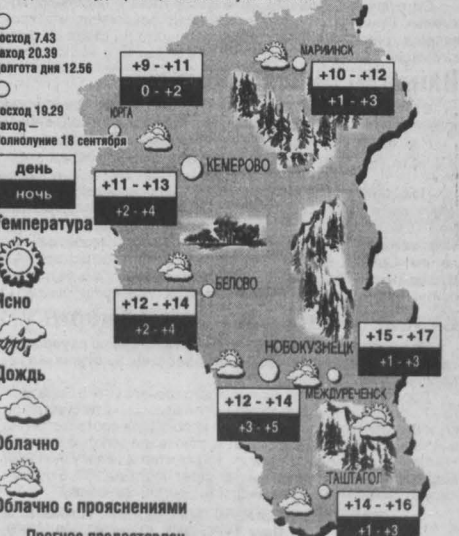 осход 7.43
аход 20.39
олгота дня 12.56
осход 19.29
аход –
олнолуние 18 сентября
день
ночь
Температура
Ясно
Дождь
Облачно
Облачно с прояснениями
МАРИИНСК
+10 - +12
+1 - +3
+9 - +11
0 - +2
ЮРГА
КЕМЕРОВО
+11 - +13
+2 - +4
БЕЛОВО
+12 - +14
+2 - +4
+15 - +17
+1 - +3
НОВОКУЗНЕЦК
МЕЖДУРЕЧЕНСК
+12 - +14
+3 - +5
ТАШТАГОЛ
+14 - +16
+1 - +3